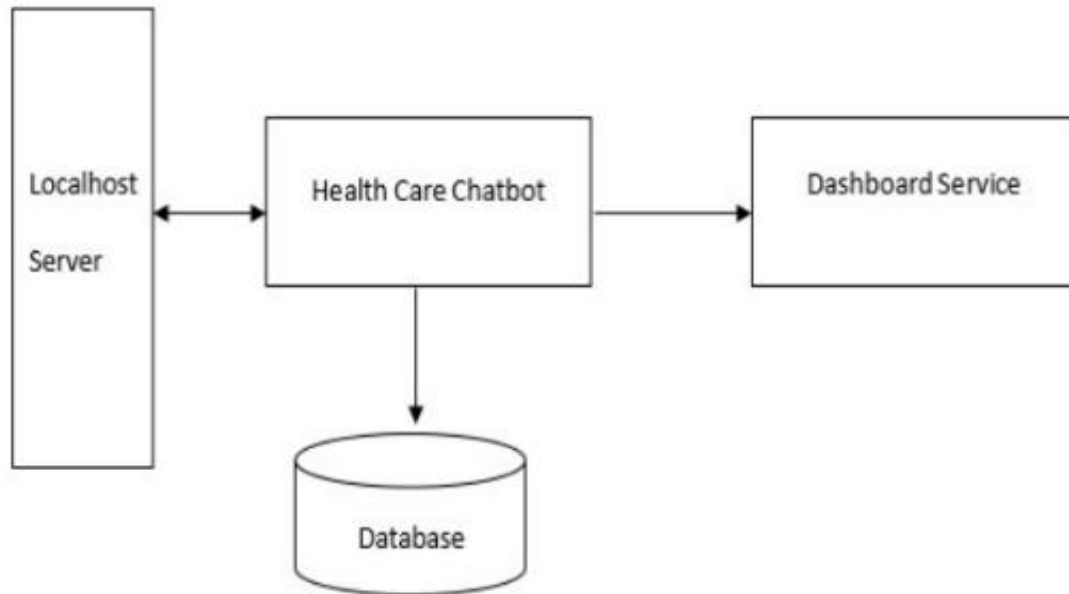 Localhost
Server
Health Care Chatbot
Dashboard Service
Database